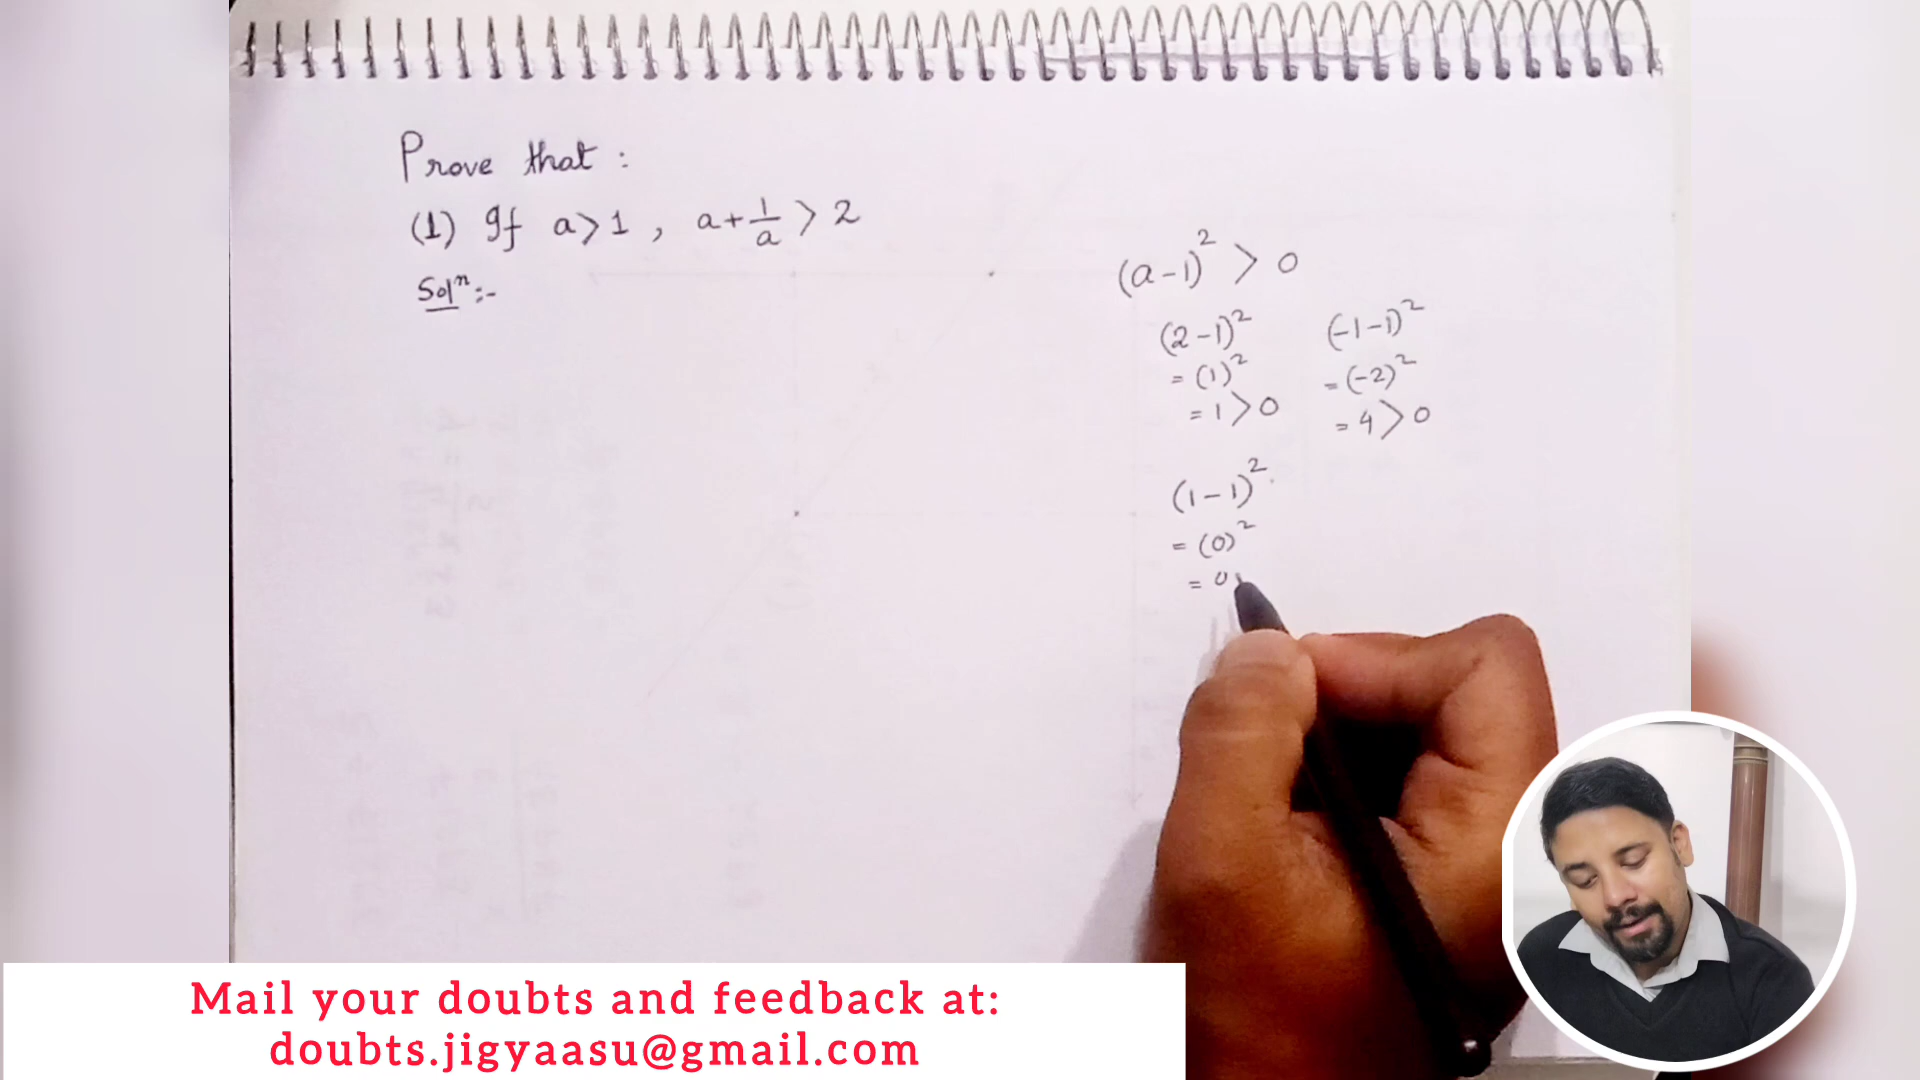 Prove that :
(1) If a > 1 , a + 1/a > 2
Solⁿ :-
(a - 1)² > 0
(2 - 1)²
= (1)²
= 1 > 0
(-1 - 1)²
= (-2)²
= 4 > 0
(1 - 1)²
= (0)²
= 0
Mail your doubts and feedback at:
doubts.jigyaasu@gmail.com